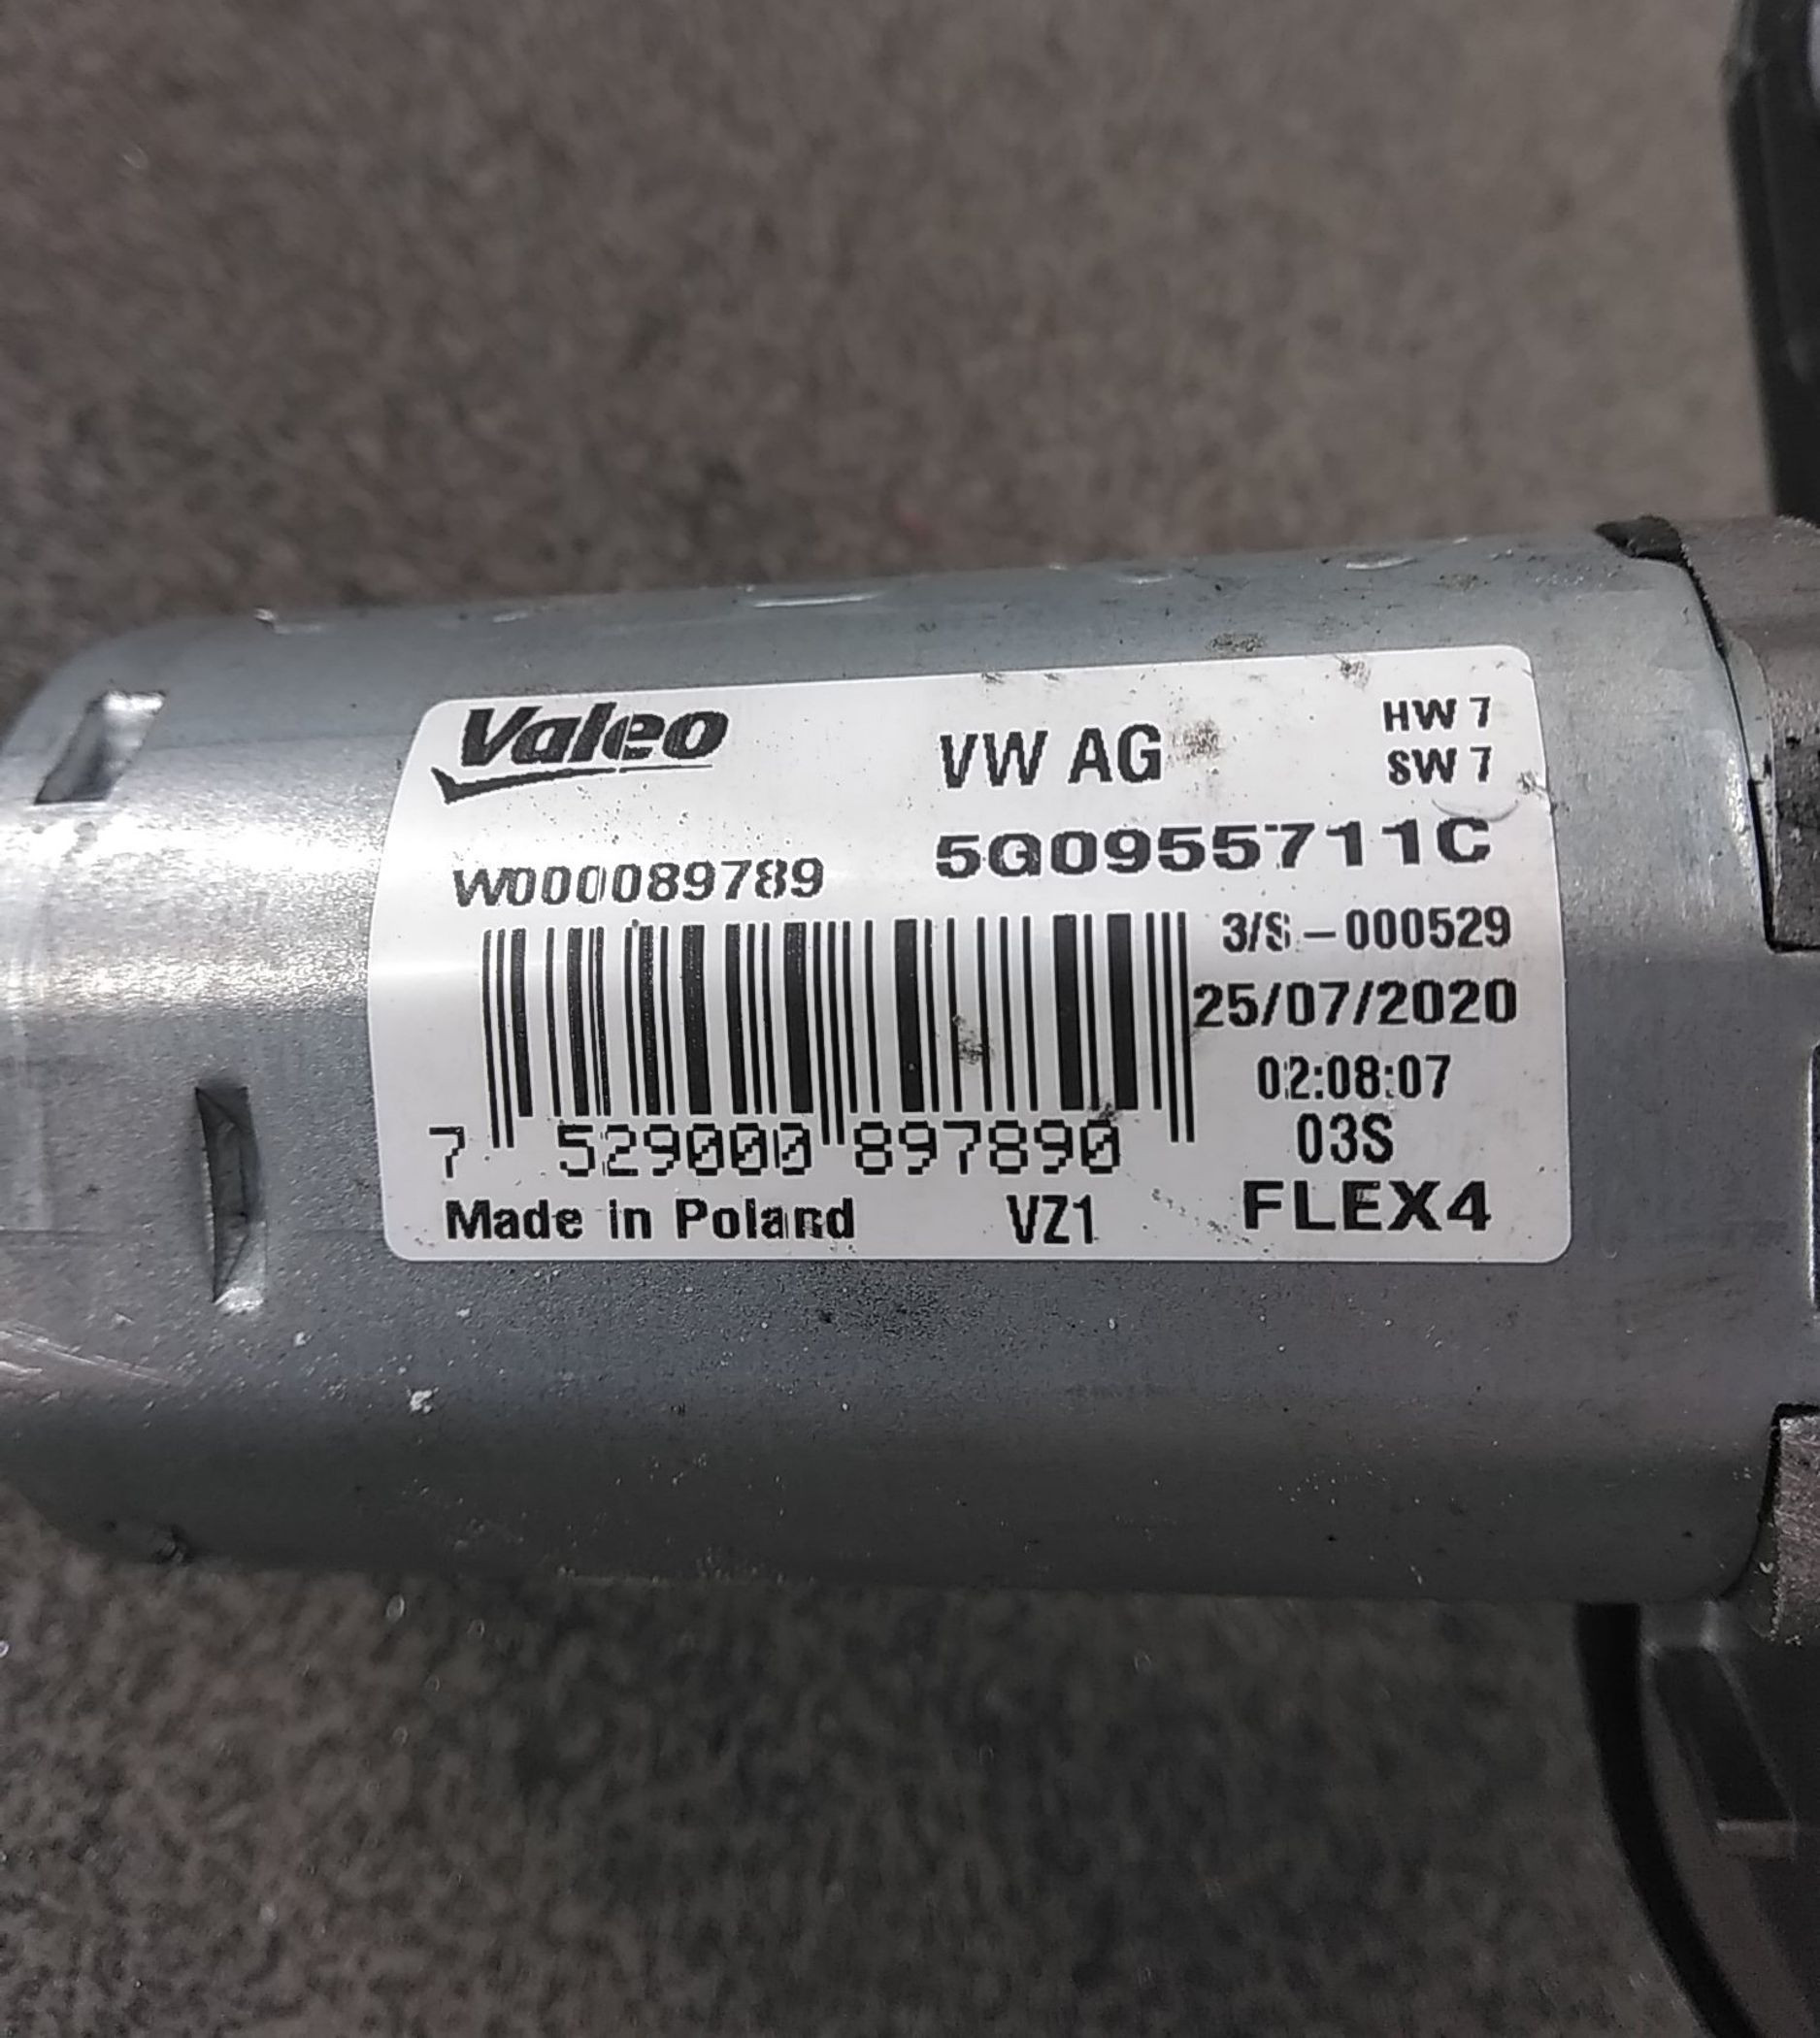 Valeo
VW AG
HW 7
SW 7
W000089789
5G0955711C
3/S-000529
25/07/2020
02:08:07
03S
7 529000 897890
Made in Poland
VZ1
FLEX4